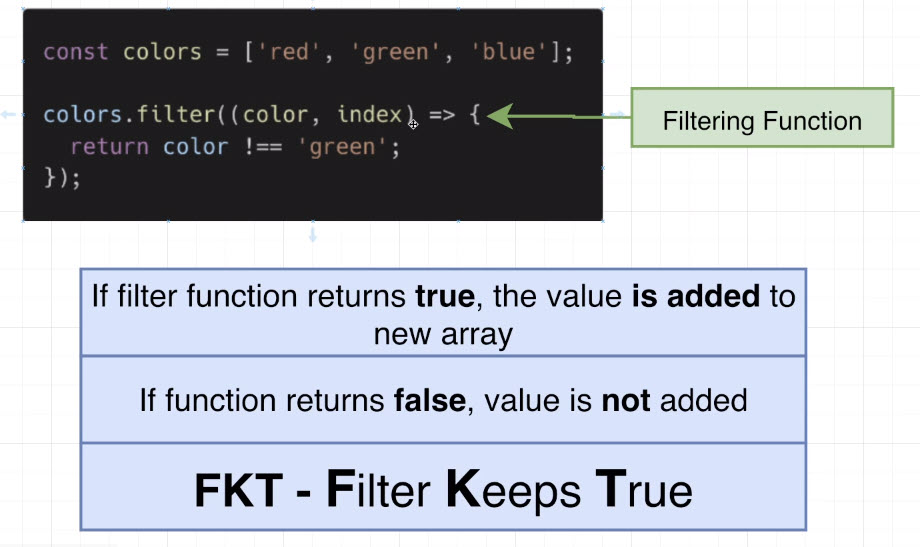 const colors = ['red', 'green', 'blue'];
colors.filter((color, index) => {
  return color !== 'green';
});
Filtering Function
If filter function returns true, the value is added to
new array
If function returns false, value is not added
FKT - Filter Keeps True